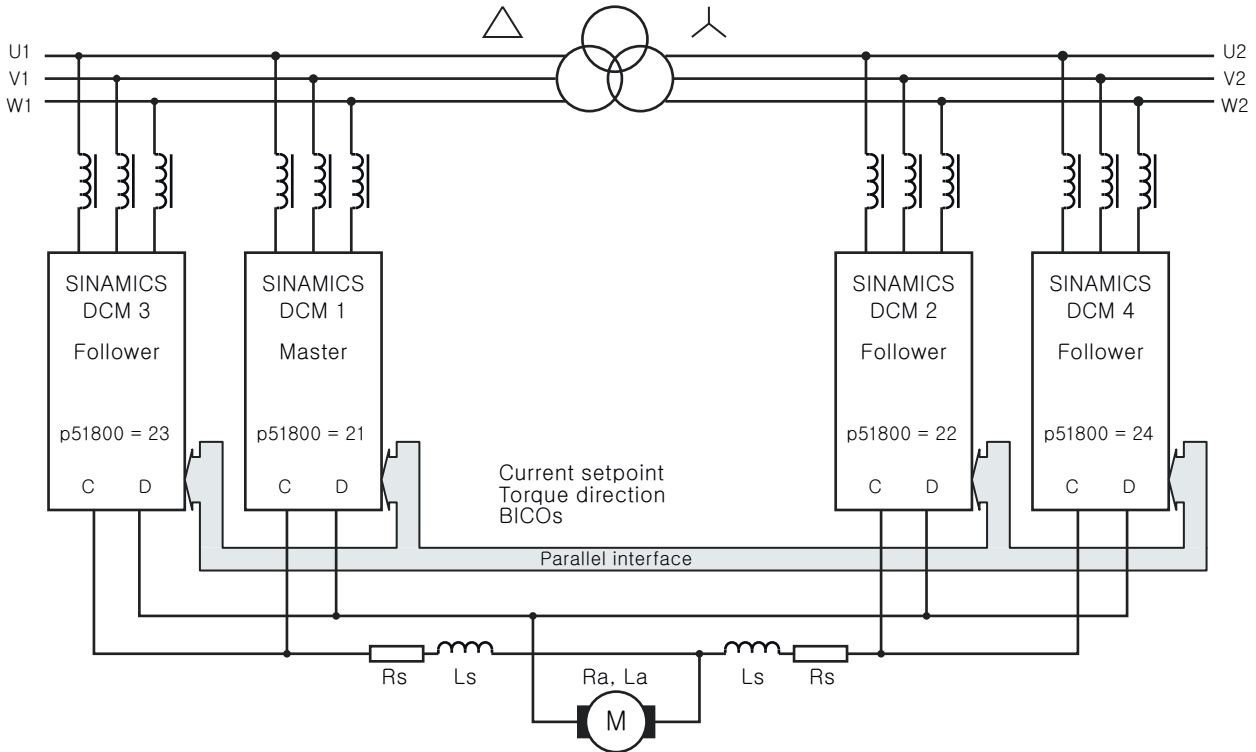 U1
V1
W1
U2
V2
W2
SINAMICS
DCM 3
Follower
p51800 = 23
C D
SINAMICS
DCM 1
Master
p51800 = 21
C D
Current setpoint
Torque direction
BICOs
SINAMICS
DCM 2
Follower
p51800 = 22
C D
SINAMICS
DCM 4
Follower
p51800 = 24
C D
Parallel interface
Rs Ls Ra, La Ls Rs
M